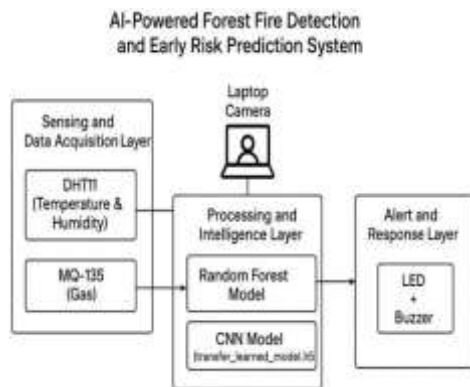 AI-Powered Forest Fire Detection
and Early Risk Prediction System
Laptop
Camera
Sensing and
Data Acquisition Layer
DHT11
(Temperature &
Humidity)
MQ-135
(Gas)
Processing and
Intelligence Layer
Random Forest
Model
CNN Model
(transfer_learned_model.h5
Alert and
Response Layer
LED
+
Buzzer